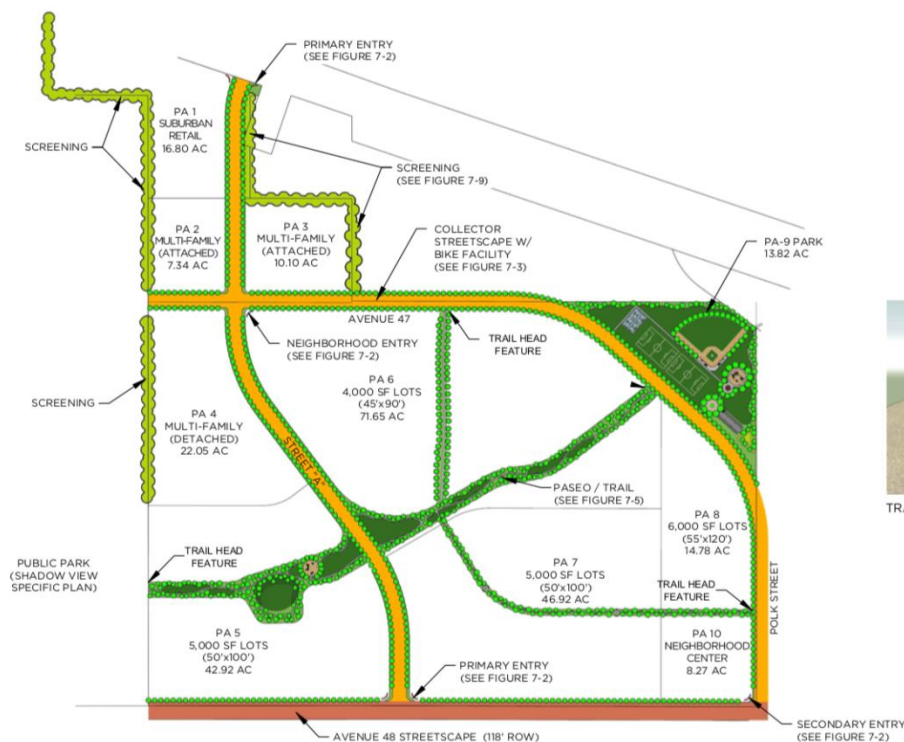 PRIMARY ENTRY
(SEE FIGURE 7-2)
PA 1
SUBURBAN
RETAIL
16.80 AC
SCREENING
SCREENING
(SEE FIGURE 7-9)
PA 2
MULTI-FAMILY
(ATTACHED)
7.34 AC
PA 3
MULTI-FAMILY
(ATTACHED)
10.10 AC
COLLECTOR
STREETSCAPE W/
BIKE FACILITY
(SEE FIGURE 7-3)
PA-9 PARK
13.82 AC
AVENUE 47
NEIGHBORHOOD ENTRY
(SEE FIGURE 7-2)
TRAIL HEAD
FEATURE
PA 6
4,000 SF LOTS
(45'x90')
71.65 AC
SCREENING
PA 4
MULTI-FAMILY
(DETACHED)
22.05 AC
STREET "A"
PASEO / TRAIL
(SEE FIGURE 7-5)
PA 8
6,000 SF LOTS
(55'x120')
14.78 AC
PUBLIC PARK
(SHADOW VIEW
SPECIFIC PLAN)
TRAIL HEAD
FEATURE
PA 7
5,000 SF LOTS
(50'x100')
46.92 AC
TRAIL HEAD
FEATURE
POLK STREET
PA 5
5,000 SF LOTS
(50'x100')
42.92 AC
PA 10
NEIGHBORHOOD
CENTER
8.27 AC
PRIMARY ENTRY
(SEE FIGURE 7-2)
SECONDARY ENTRY
(SEE FIGURE 7-2)
AVENUE 48 STREETSCAPE (118' ROW)